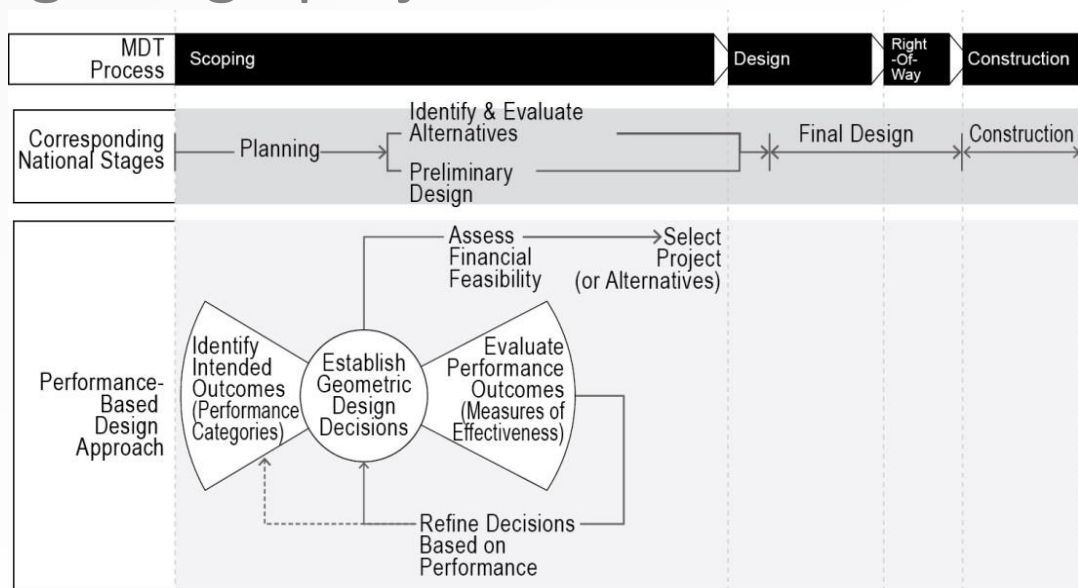 MDT
Process
Scoping
Design
Right
-Of-
Way
Construction
Corresponding
National Stages
Planning
Identify & Evaluate
Alternatives
Preliminary
Design
Final Design
Construction
Performance-
Based
Design
Approach
Assess
Financial
Feasibility
Select
Project
(or Alternatives)
Identify
Intended
Outcomes
(Performance
Categories)
Establish
Geometric
Design
Decisions
Evaluate
Performance
Outcomes
(Measures of
Effectiveness)
Refine Decisions
Based on
Performance